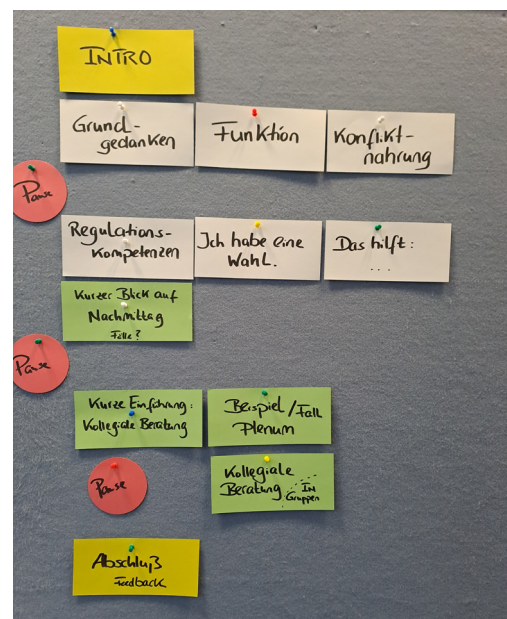 INTRO
Grund-
gedanken
Funktion
Konflikt-
nahrung
Pause
Regulations-
kompetenzen
Ich habe eine
Wahl.
Das hilft:
...
Kurzer Blick auf
Nachmittag
Fälle?
Pause
Kurze Einführung:
Kollegiale Beratung
Beispiel/Fall
Plenum
Pause
Kollegiale
Beratung
In
Gruppen
Abschluß
Feedback